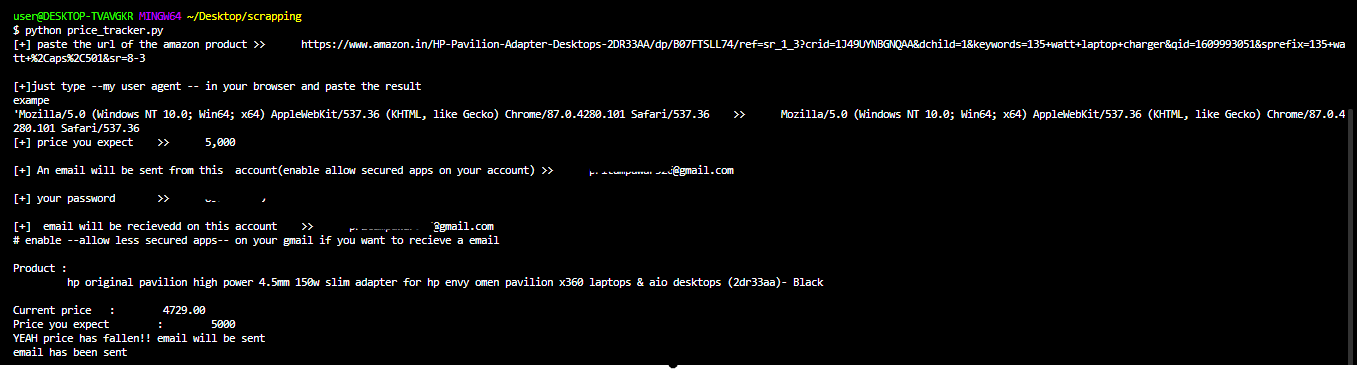 user@DESKTOP-TVAVGKR MINGW64 ~/Desktop/scrapping
$ python price_tracker.py
[+] paste the url of the amazon product >> https://www.amazon.in/HP-Pavilion-Adapter-Desktops-2DR33AA/dp/B07FTSLL74/ref=sr_1_3?crid=1J49UYNBGNQAA&dchild=1&keywords=135+watt+laptop+charger&qid=1609993051&sprefix=135+wa
tt+%2Caps%2C501&sr=8-3
[+]just type --my user agent -- in your browser and paste the result
exampe
'Mozilla/5.0 (Windows NT 10.0; Win64; x64) AppleWebKit/537.36 (KHTML, like Gecko) Chrome/87.0.4280.101 Safari/537.36 >> Mozilla/5.0 (Windows NT 10.0; Win64; x64) AppleWebKit/537.36 (KHTML, like Gecko) Chrome/87.0.4
280.101 Safari/537.36
[+] price you expect >> 5,000
[+] An email will be sent from this account(enable allow secured apps on your account) >> @gmail.com
[+] your password >>
[+] email will be recievedd on this account >> @gmail.com
# enable --allow less secured apps-- on your gmail if you want to recieve a email
Product :
hp original pavilion high power 4.5mm 150w slim adapter for hp envy omen pavilion x360 laptops & aio desktops (2dr33aa)- Black
Current price : 4729.00
Price you expect : 5000
YEAH price has fallen!! email will be sent
email has been sent